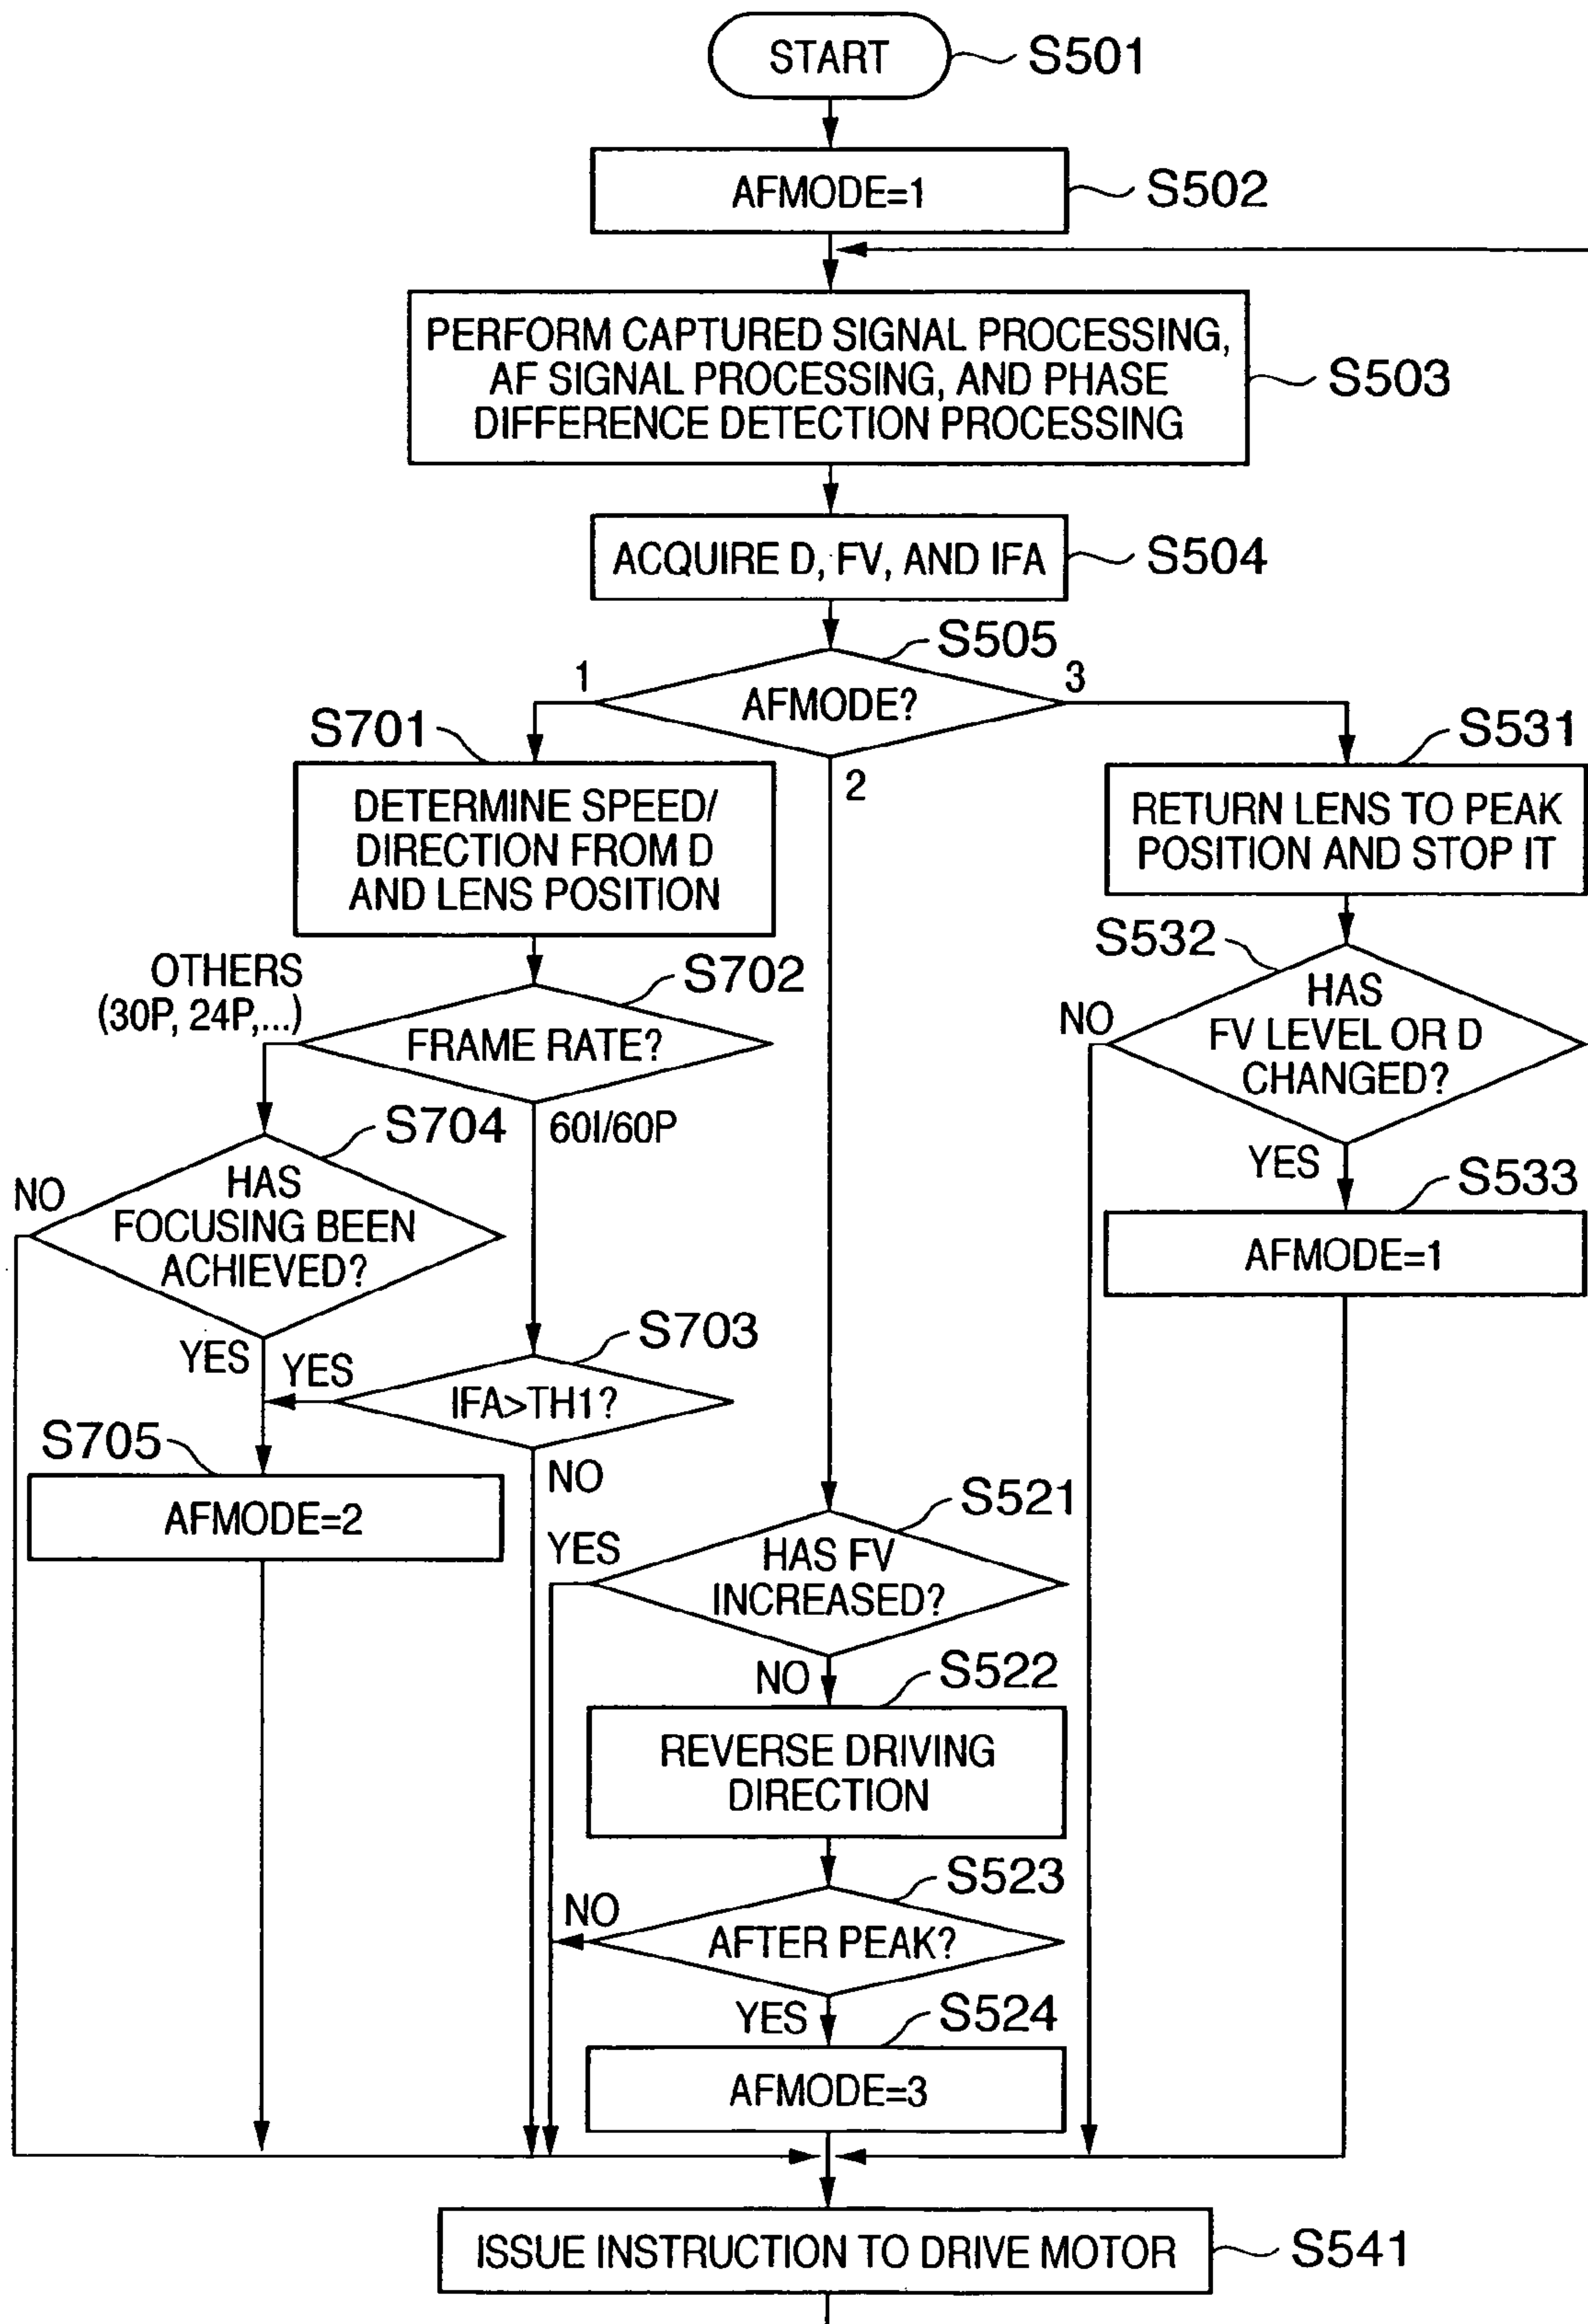 START
S501
AFMODE=1
S502
PERFORM CAPTURED SIGNAL PROCESSING,
AF SIGNAL PROCESSING, AND PHASE
DIFFERENCE DETECTION PROCESSING
S503
ACQUIRE D, FV, AND IFA
S504
S505
AFMODE?
1
3
2
S701
DETERMINE SPEED/
DIRECTION FROM D
AND LENS POSITION
S531
RETURN LENS TO PEAK
POSITION AND STOP IT
OTHERS
(30P, 24P,...)
S702
FRAME RATE?
60I/60P
S532
HAS
FV LEVEL OR D
CHANGED?
NO
YES
S533
AFMODE=1
S704
HAS
FOCUSING BEEN
ACHIEVED?
NO
YES
S703
IFA>TH1?
YES
NO
S705
AFMODE=2
S521
HAS FV
INCREASED?
YES
NO
S522
REVERSE DRIVING
DIRECTION
S523
AFTER PEAK?
NO
YES
S524
AFMODE=3
ISSUE INSTRUCTION TO DRIVE MOTOR
S541